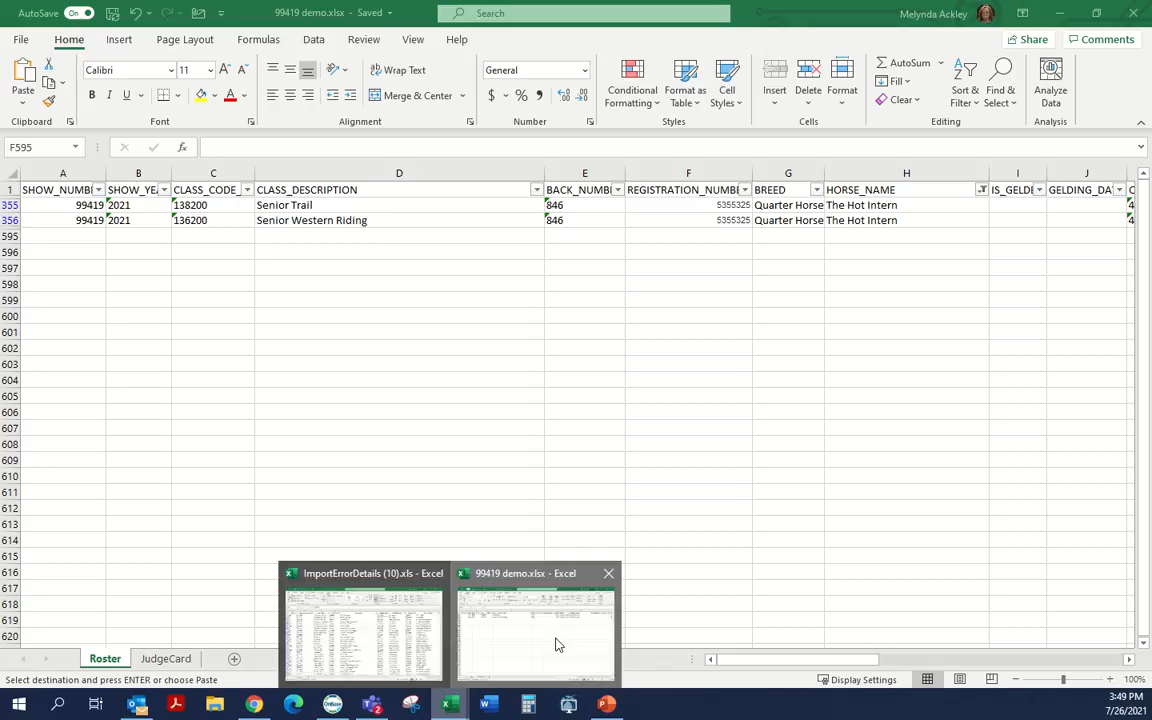 AutoSave On 99419 demo.xlsx - Saved Search Melynda Ackley
File Home Insert Draw Page Layout Formulas Data Review View Help Share Comments
Calibri 11 Wrap Text General AutoSum
Paste B I U Merge & Center $ % Conditional Formatting Format as Table Cell Styles Insert Delete Format Fill Clear Sort & Filter Find & Select Analyze Data
Clipboard Font Alignment Number Styles Cells Editing Analysis
F595 fx
A B C D E F G H I J
1 SHOW_NUMB SHOW_YEA CLASS_CODE_ CLASS_DESCRIPTION BACK_NUMB REGISTRATION_NUMB BREED HORSE_NAME IS_GELDE GELDING_DA
355 99419 2021 138200 Senior Trail 846 5355325 Quarter Horse The Hot Intern 4
356 99419 2021 136200 Senior Western Riding 846 5355325 Quarter Horse The Hot Intern 4
595
596
597
598
599
600
601
602
603
604
605
606
607
608
609
610
611
612
613
614
615
616
617
618
619
620
ImportErrorDetails (10).xls - Excel 99419 demo.xlsx - Excel
Roster JudgeCard
Select destination and press ENTER or choose Paste Display Settings 100%
3:49 PM
7/26/2021